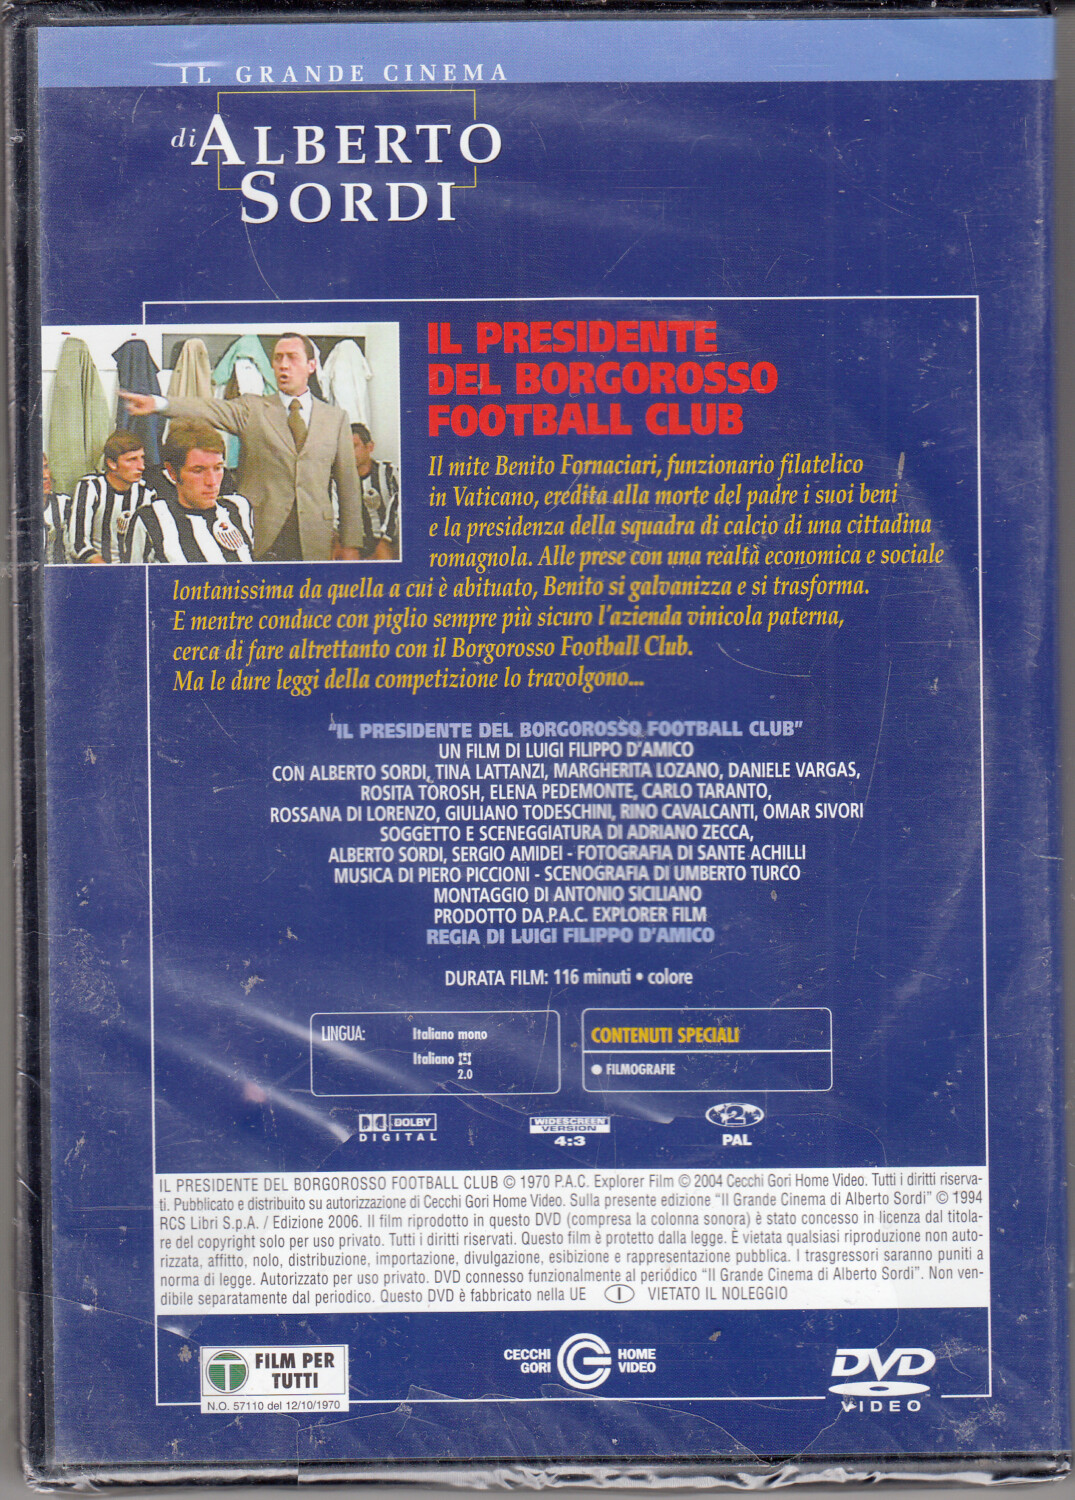 IL GRANDE CINEMA
di ALBERTO
SORDI
IL PRESIDENTE
DEL BORGOROSSO
FOOTBALL CLUB
Il mite Benito Fornaciari, funzionario filatelico
in Vaticano, eredita alla morte del padre i suoi beni
e la presidenza della squadra di calcio di una cittadina
romagnola. Alle prese con una realtà economica e sociale
lontanissima da quella a cui è abituato, Benito si galvanizza e si trasforma.
E mentre conduce con piglio sempre più sicuro l'azienda vinicola paterna,
cerca di fare altrettanto con il Borgorosso Football Club.
Ma le dure leggi della competizione lo travolgono...
"IL PRESIDENTE DEL BORGOROSSO FOOTBALL CLUB"
UN FILM DI LUIGI FILIPPO D'AMICO
CON ALBERTO SORDI, TINA LATTANZI, MARGHERITA LOZANO, DANIELE VARGAS,
ROSITA TOROSH, ELENA PEDEMONTE, CARLO TARANTO,
ROSSANA DI LORENZO, GIULIANO TODESCHINI, RINO CAVALCANTI, OMAR SIVORI
SOGGETTO E SCENEGGIATURA DI ADRIANO ZECCA,
ALBERTO SORDI, SERGIO AMIDEI - FOTOGRAFIA DI SANTE ACHILLI
MUSICA DI PIERO PICCIONI - SCENOGRAFIA DI UMBERTO TURCO
MONTAGGIO DI ANTONIO SICILIANO
PRODOTTO DA P.A.C. EXPLORER FILM
REGIA DI LUIGI FILIPPO D'AMICO
DURATA FILM: 116 minuti • colore
LINGUA: Italiano mono
Italiano
2.0
CONTENUTI SPECIALI
● FILMOGRAFIE
DOLBY
DIGITAL
WIDESCREEN
VERSION
4:3
2
PAL
IL PRESIDENTE DEL BORGOROSSO FOOTBALL CLUB © 1970 P.A.C. Explorer Film © 2004 Cecchi Gori Home Video. Tutti i diritti riserva-
ti. Pubblicato e distribuito su autorizzazione di Cecchi Gori Home Video. Sulla presente edizione "Il Grande Cinema di Alberto Sordi" © 1994
RCS Libri S.p.A. / Edizione 2006. Il film riprodotto in questo DVD (compresa la colonna sonora) è stato concesso in licenza dal titola-
re del copyright solo per uso privato. Tutti i diritti riservati. Questo film è protetto dalla legge. È vietata qualsiasi riproduzione non auto-
rizzata, affitto, nolo, distribuzione, importazione, divulgazione, esibizione e rappresentazione pubblica. I trasgressori saranno puniti a
norma di legge. Autorizzato per uso privato. DVD connesso funzionalmente al periodico "Il Grande Cinema di Alberto Sordi". Non ven-
dibile separatamente dal periodico. Questo DVD è fabbricato nella UE I VIETATO IL NOLEGGIO
T FILM PER
TUTTI
N.O. 57110 del 12/10/1970
CECCHI
GORI
HOME
VIDEO
DVD
VIDEO